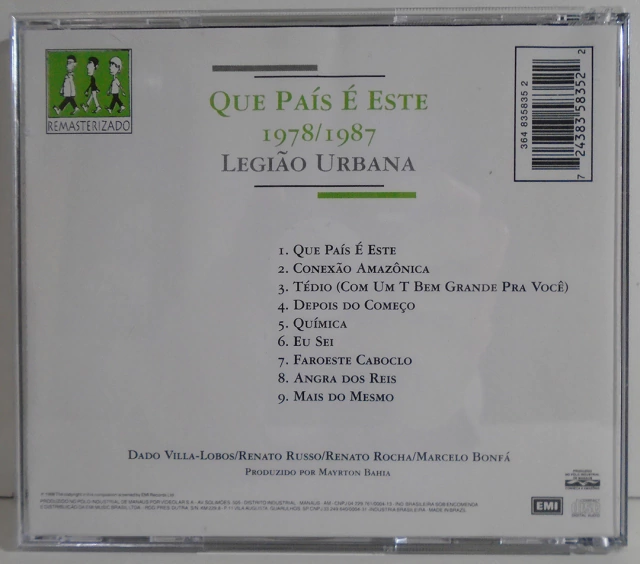 REMASTERIZADO
QUE PAÍS É ESTE
1978/1987
LEGIÃO URBANA
364 835835 2
7 24383 58352 2
1. QUE PAÍS É ESTE
2. CONEXÃO AMAZÔNICA
3. TÉDIO (COM UM T BEM GRANDE PRA VOCÊ)
4. DEPOIS DO COMEÇO
5. QUÍMICA
6. EU SEI
7. FAROESTE CABOCLO
8. ANGRA DOS REIS
9. MAIS DO MESMO
DADO VILLA-LOBOS/RENATO RUSSO/RENATO ROCHA/MARCELO BONFÁ
PRODUZIDO POR MAYRTON BAHIA
EMI